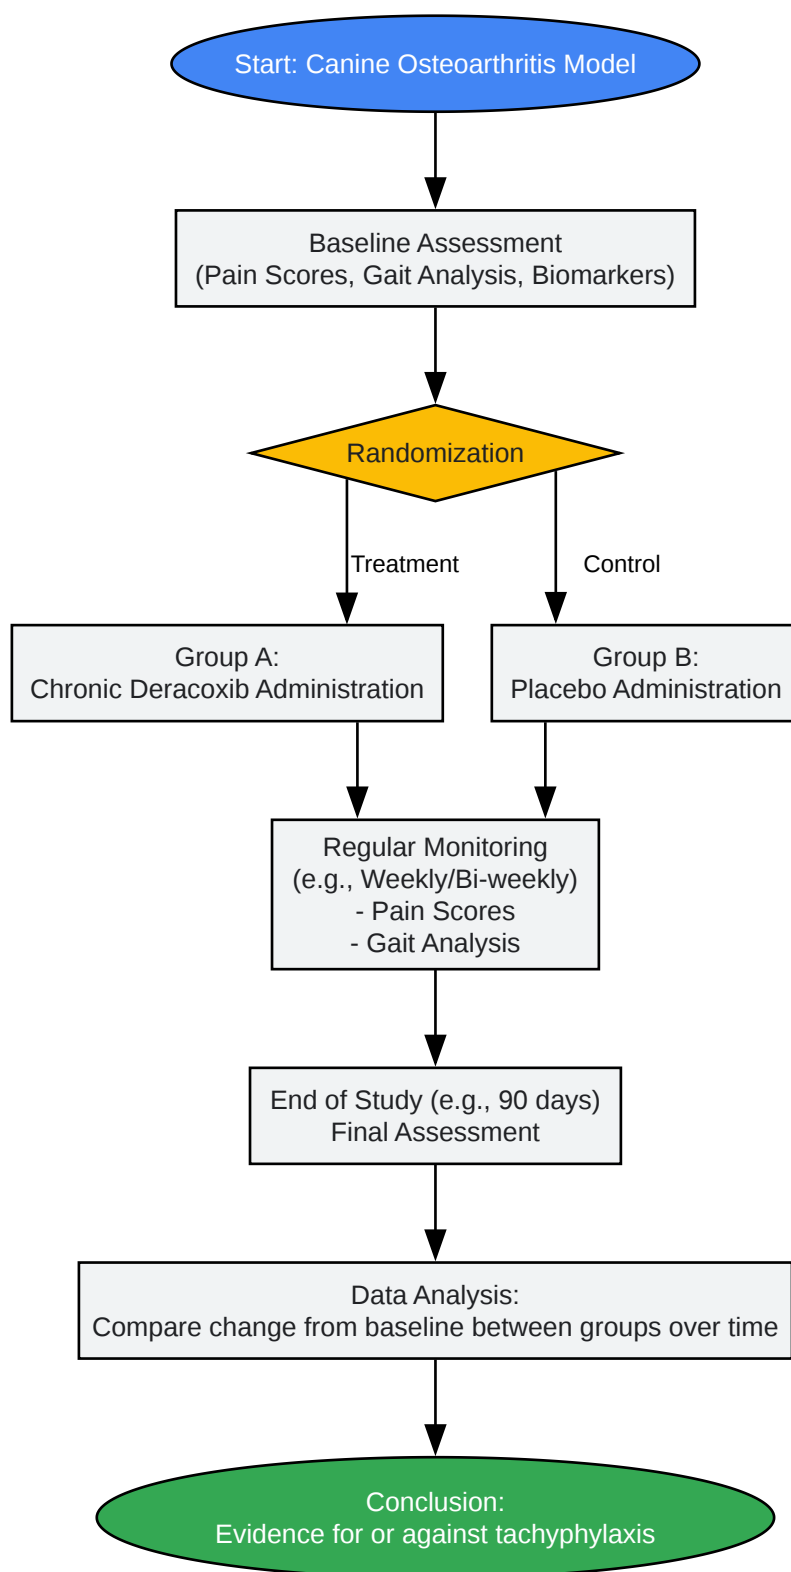 Start: Canine Osteoarthritis Model
Baseline Assessment
(Pain Scores, Gait Analysis, Biomarkers)
Randomization
Treatment
Control
Group A:
Chronic Deracoxib Administration
Group B:
Placebo Administration
Regular Monitoring
(e.g., Weekly/Bi-weekly)
- Pain Scores
- Gait Analysis
End of Study (e.g., 90 days)
Final Assessment
Data Analysis:
Compare change from baseline between groups over time
Conclusion:
Evidence for or against tachyphylaxis